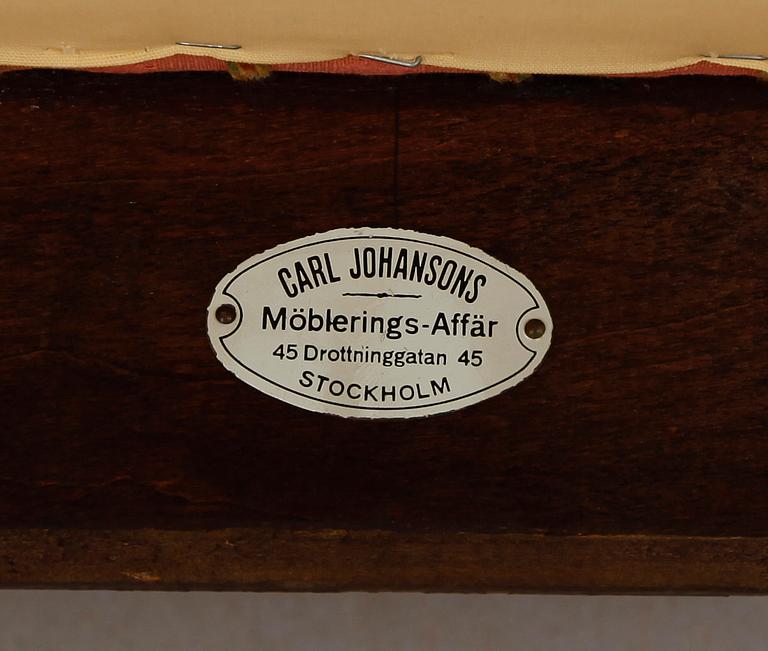 CARL JOHANSONS
Möblerings-Affär
45 Drottninggatan 45
STOCKHOLM